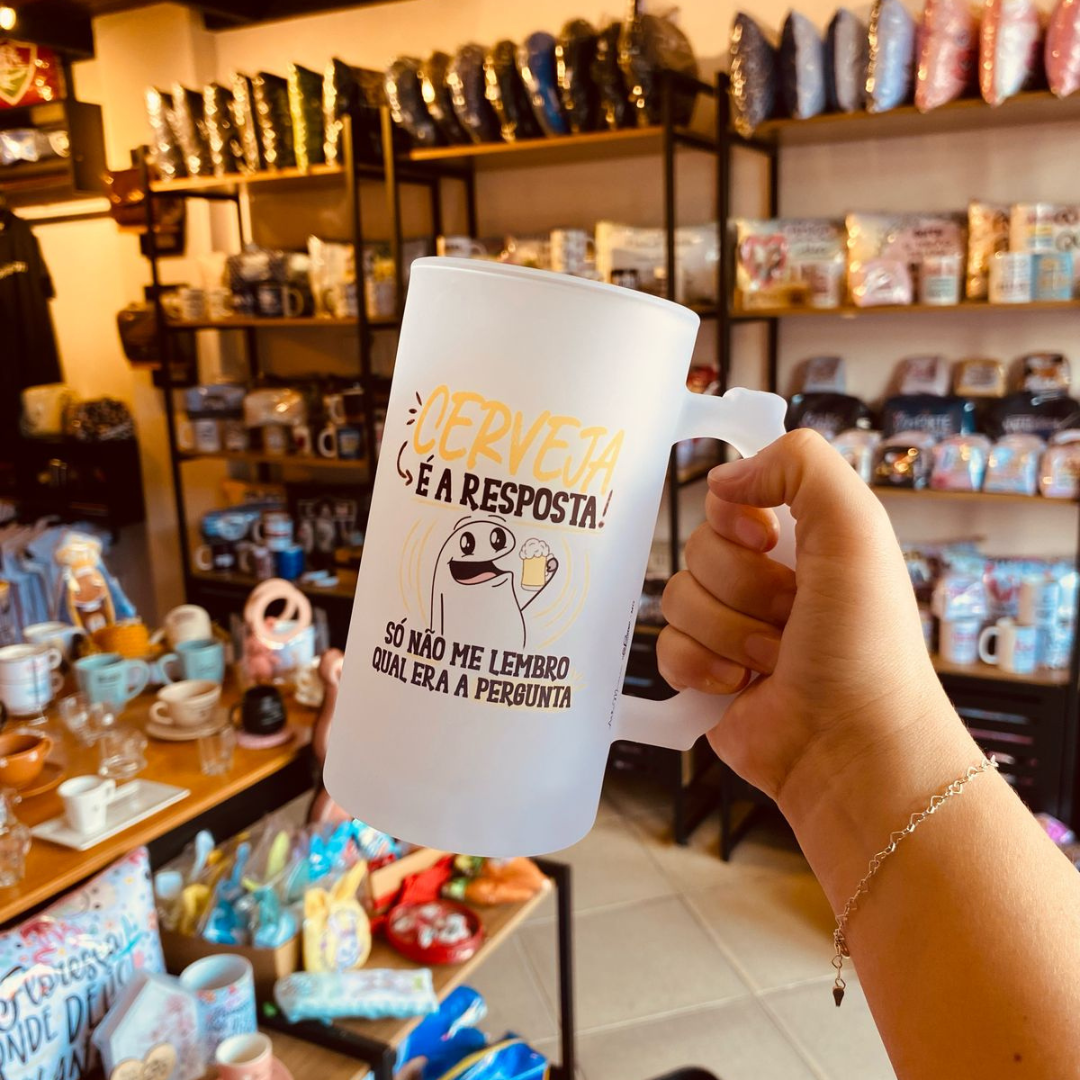 CERVEJA
É A RESPOSTA!
SÓ NÃO ME LEMBRO
QUAL ERA A PERGUNTA